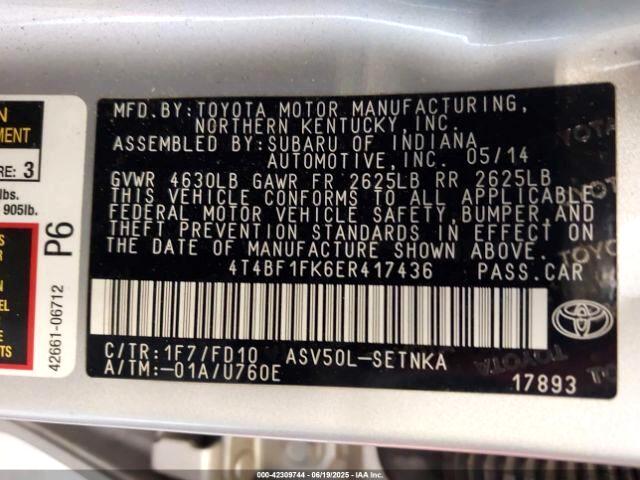 MFD.BY:TOYOTA MOTOR MANUFACTURING,
NORTHERN KENTUCKY,INC.
ASSEMBLED BY:SUBARU OF INDIANA
AUTOMOTIVE,INC. 05/14
GVWR 4630LB GAWR FR 2625LB RR 2625LB
THIS VEHICLE CONFORMS TO ALL APPLICABLE
FEDERAL MOTOR VEHICLE SAFETY,BUMPER,AND
THEFT PREVENTION STANDARDS IN EFFECT ON
THE DATE OF MANUFACTURE SHOWN ABOVE.
4T4BF1FK6ER417436 PASS.CAR
C/TR:1F7/FD10 ASV50L-SETNKA
A/TM:-01A/U760E
17893
RE: 3
lbs.
905lb.
P6
42661-06712
TOYOTA
000-42309744 - 06/19/2025 - IAA Inc.